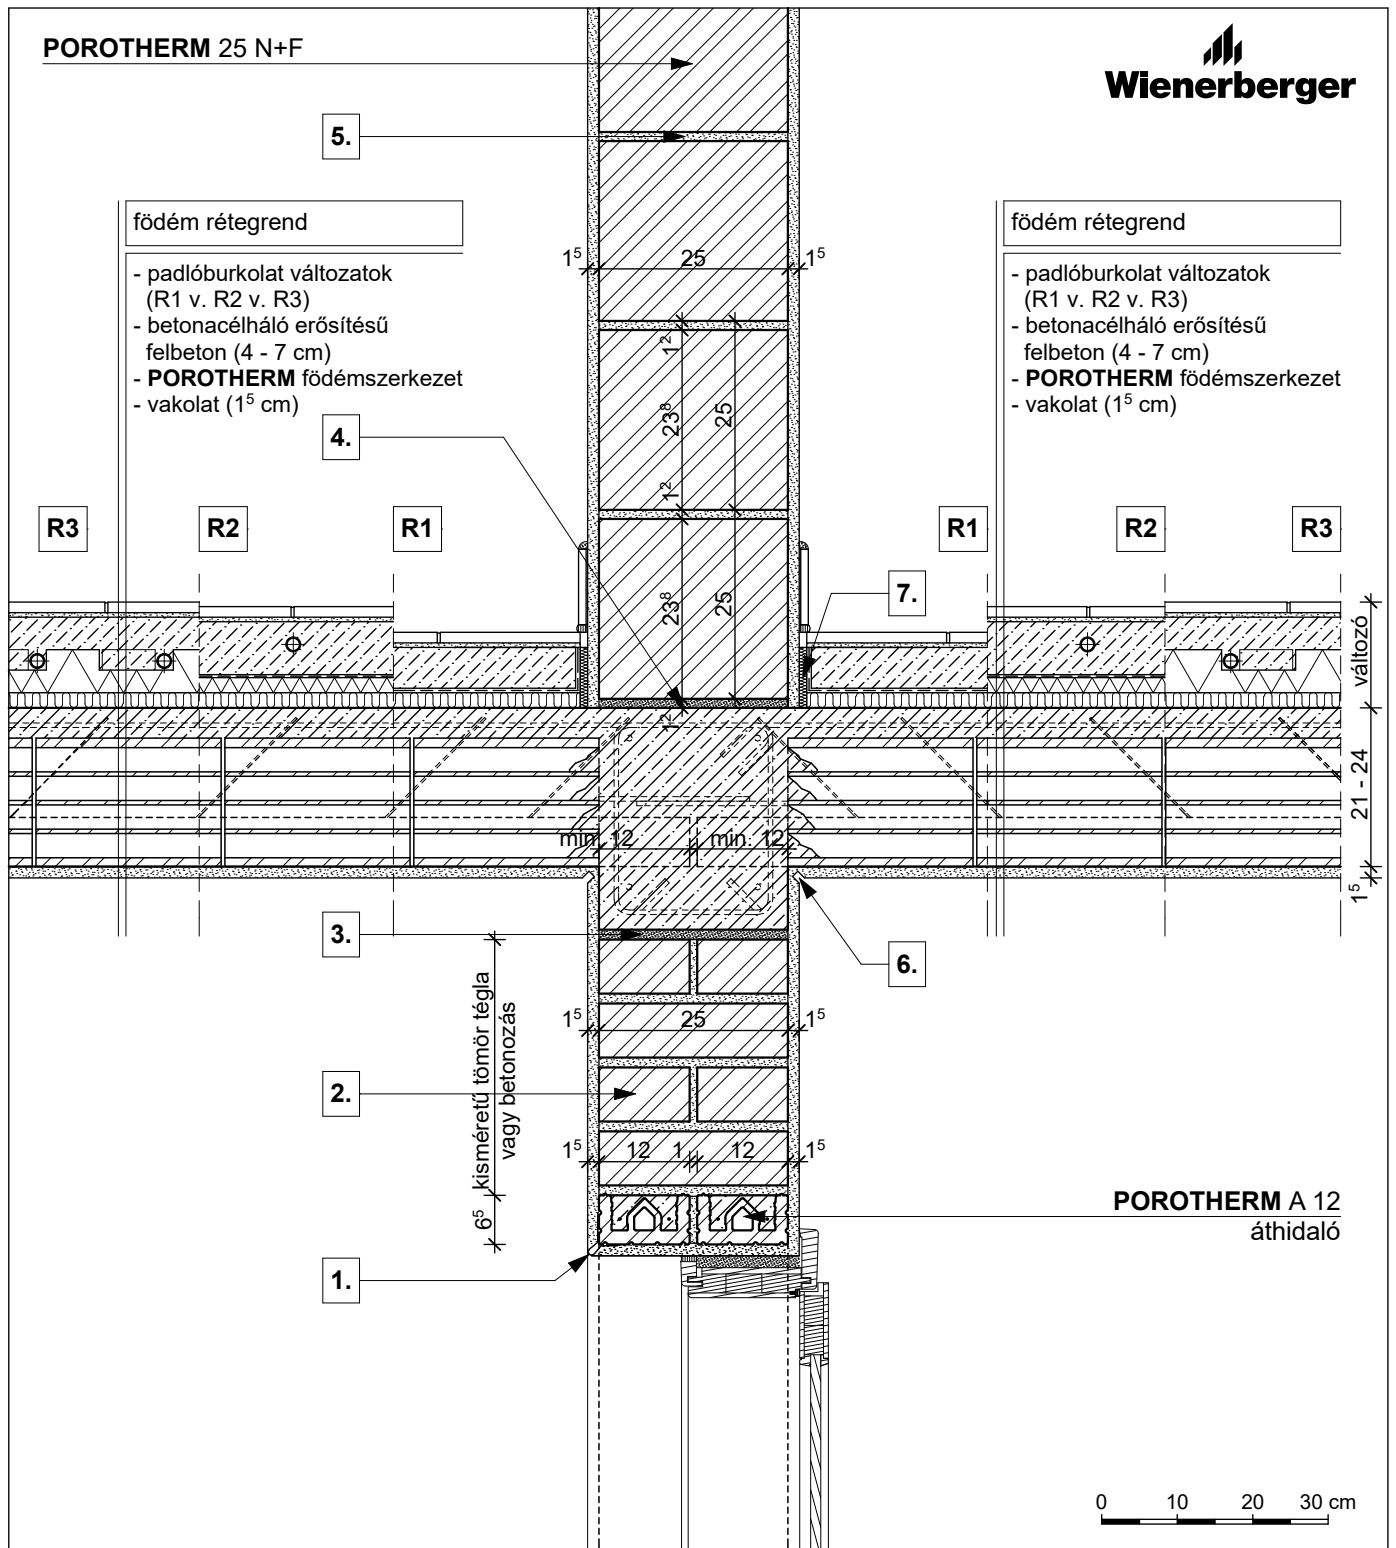 POROTHERM 25 N+F
Wienerberger
5.
födém rétegrend
- padlóburkolat változatok
(R1 v. R2 v. R3)
- betonacélháló erősítésű
felbeton (4 - 7 cm)
- POROTHERM födémszerkezet
- vakolat (1⁵ cm)
födém rétegrend
- padlóburkolat változatok
(R1 v. R2 v. R3)
- betonacélháló erősítésű
felbeton (4 - 7 cm)
- POROTHERM födémszerkezet
- vakolat (1⁵ cm)
1⁵ 25 1⁵
1²
23⁸ 25
4.
1²
R3 R2 R1
R1 R2 R3
23⁸ 25
7.
1²
változó
21 - 24
1⁵
min. 12 min. 12
3.
6.
kisméretű tömör tégla
vagy betonozás
1⁵ 25 1⁵
2.
1⁵ 12 1 12 1⁵
6⁵
POROTHERM A 12
áthidaló
1.
0 10 20 30 cm